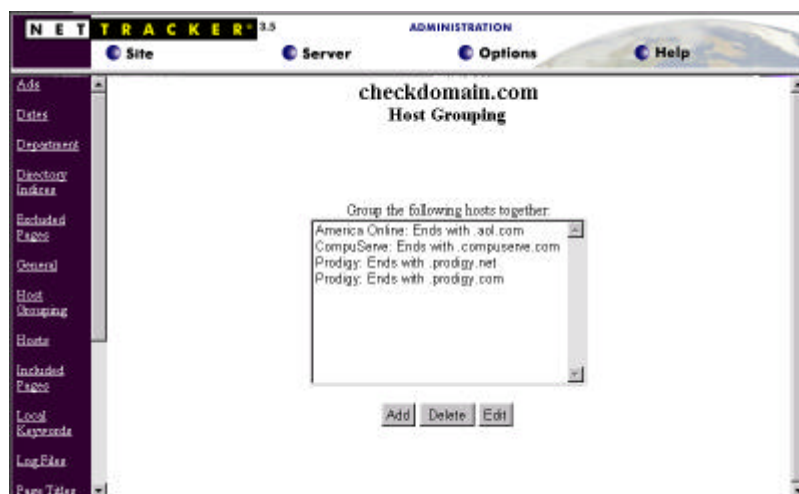 NET TRACKER® 3.5
ADMINISTRATION
Site
Server
Options
Help
Ads
Dates
Department
Directory
Indices
Excluded
Pages
General
Host
Grouping
Hosts
Included
Pages
Local
Keywords
Log Files
Page Titles
checkdomain.com
Host Grouping
Group the following hosts together:
America Online: Ends with .aol.com
CompuServe: Ends with .compuserve.com
Prodigy: Ends with .prodigy.net
Prodigy: Ends with .prodigy.com
Add
Delete
Edit